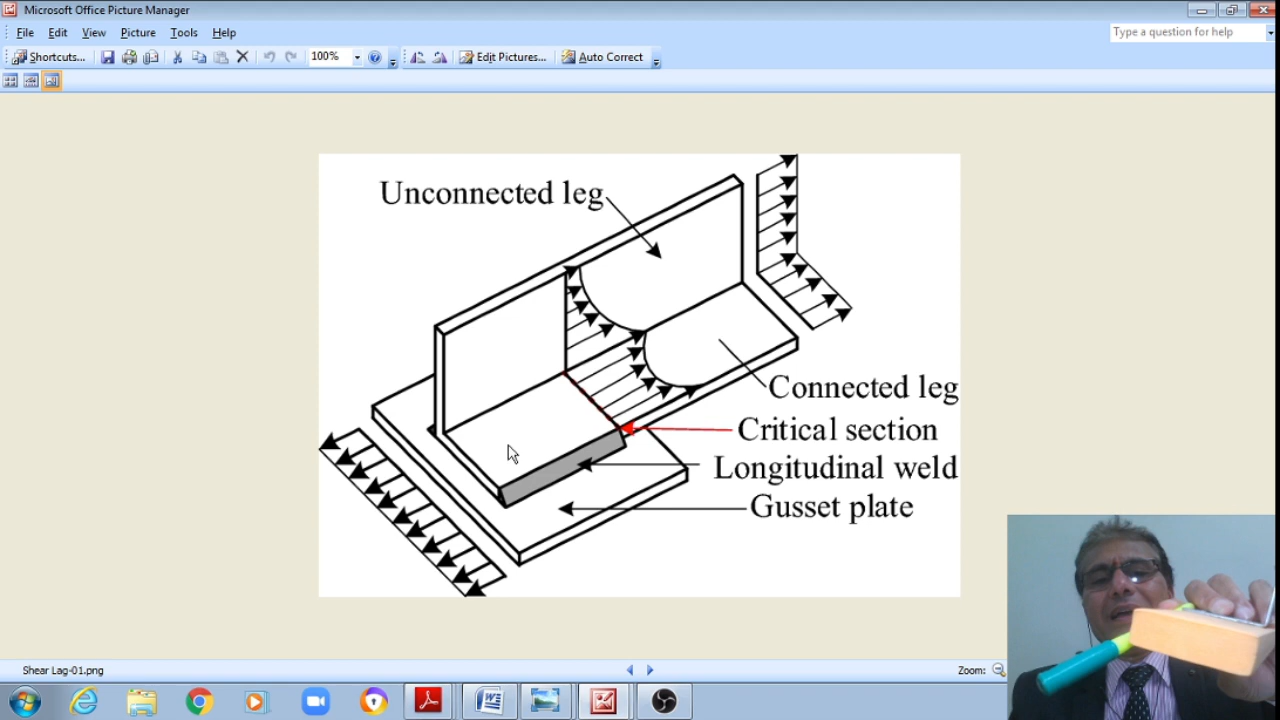 Microsoft Office Picture Manager
File Edit View Picture Tools Help
Type a question for help
Shortcuts... 100% Edit Pictures... Auto Correct
Unconnected leg
Connected leg
Critical section
Longitudinal weld
Gusset plate
Shear Lag-01.png
Zoom: